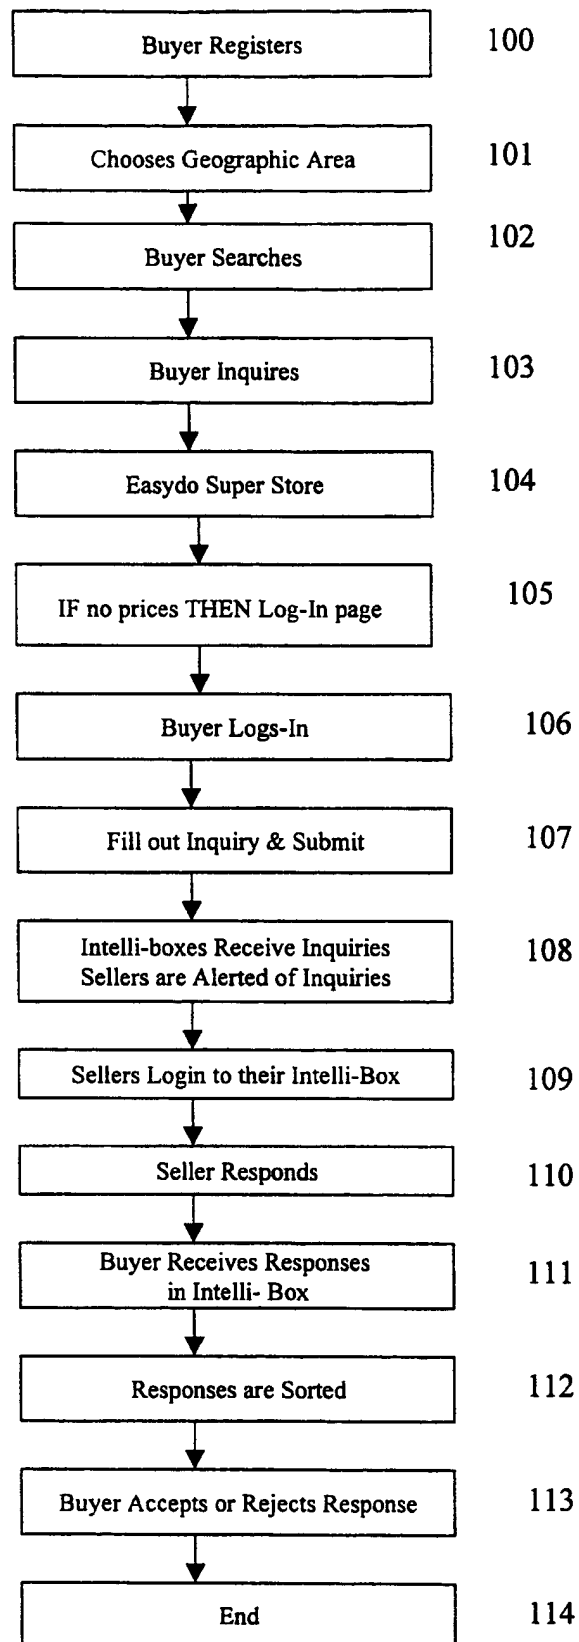 Buyer Registers 100
Chooses Geographic Area 101
Buyer Searches 102
Buyer Inquires 103
Easydo Super Store 104
IF no prices THEN Log-In page 105
Buyer Logs-In 106
Fill out Inquiry & Submit 107
Intelli-boxes Receive Inquiries 108
Sellers are Alerted of Inquiries
Sellers Login to their Intelli-Box 109
Seller Responds 110
Buyer Receives Responses 111
in Intelli- Box
Responses are Sorted 112
Buyer Accepts or Rejects Response 113
End 114